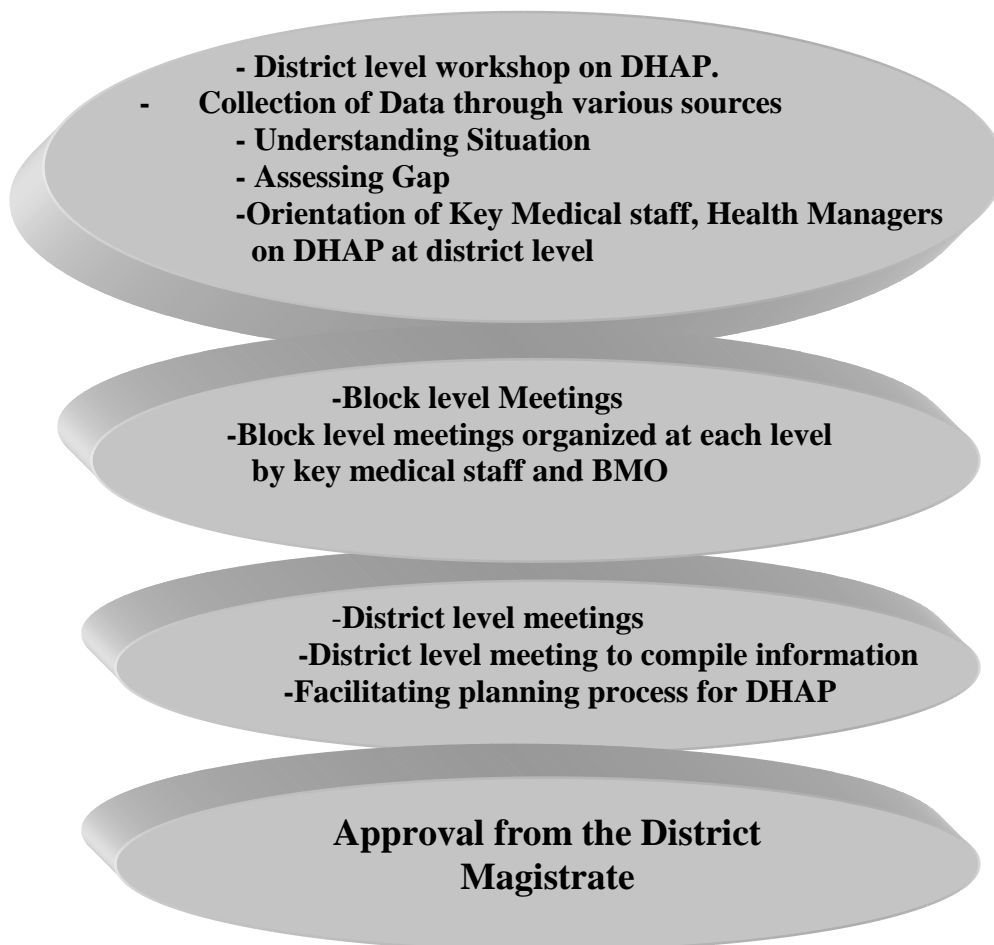 - District level workshop on DHAP.
- Collection of Data through various sources
- Understanding Situation
- Assessing Gap
-Orientation of Key Medical staff, Health Managers
on DHAP at district level
-Block level Meetings
-Block level meetings organized at each level
by key medical staff and BMO
-District level meetings
-District level meeting to compile information
-Facilitating planning process for DHAP
Approval from the District
Magistrate